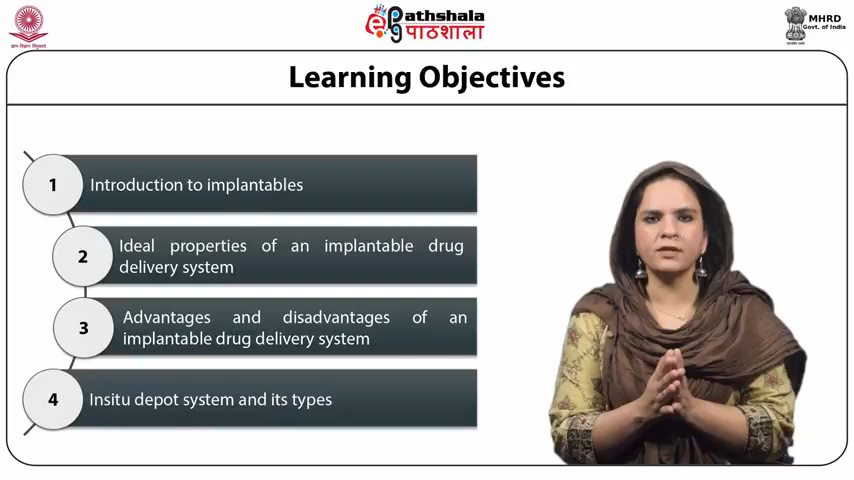 epathshala
पाठशाला
MHRD
Govt. of India
Learning Objectives
1 Introduction to implantables
2 Ideal properties of an implantable drug
delivery system
3 Advantages and disadvantages of an
implantable drug delivery system
4 Insitu depot system and its types